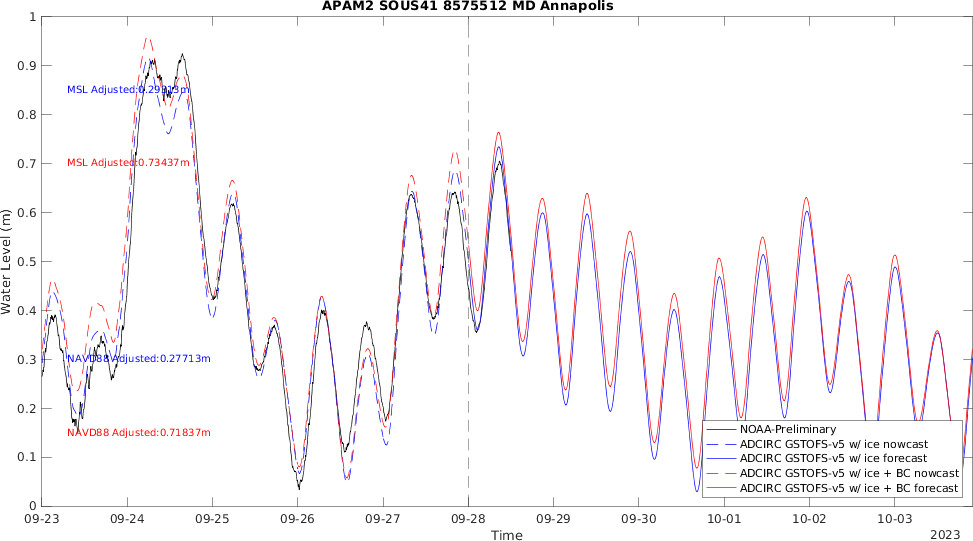 APAM2 SOUS41 8575512 MD Annapolis
1
0.9
0.8
0.7
0.6
0.5
0.4
0.3
0.2
0.1
0
Water Level (m)
MSL Adjusted:0.29313m
MSL Adjusted:0.73437m
NAVD88 Adjusted:0.27713m
NAVD88 Adjusted:0.71837m
NOAA-Preliminary
ADCIRC GSTOFS-v5 w/ ice nowcast
ADCIRC GSTOFS-v5 w/ ice forecast
ADCIRC GSTOFS-v5 w/ ice + BC nowcast
ADCIRC GSTOFS-v5 w/ ice + BC forecast
09-23 09-24 09-25 09-26 09-27 09-28 09-29 09-30 10-01 10-02 10-03
Time
2023